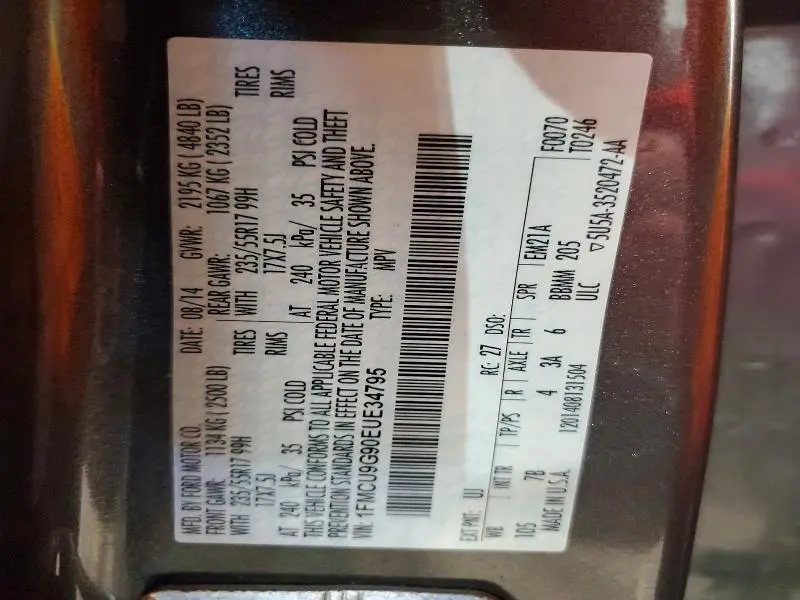 MFD. BY FORD MOTOR CO. DATE: 08/14 GVWR: 2195 KG ( 4840 LB)
FRONT GAWR: 1134 KG ( 2500 LB) REAR GAWR: 1067 KG ( 2352 LB)
WITH 235/55R17 99H TIRES WITH 235/55R17 99H TIRES
17X7.5J RIMS 17X7.5J RIMS
AT 240 kPa/ 35 PSI COLD AT 240 kPa/ 35 PSI COLD
THIS VEHICLE CONFORMS TO ALL APPLICABLE FEDERAL MOTOR VEHICLE SAFETY AND THEFT
PREVENTION STANDARDS IN EFFECT ON THE DATE OF MANUFACTURE SHOWN ABOVE.
VIN: 1FMCU9G90EUE34795 TYPE: MPV
EXT PNT: UJ RC: 27 DSO: F0070
WB INT TR TP/PS R AXLE TR SPR EM21A T0246
105 7B 4 3A 6 BBMM 205
MADE IN U.S.A. 1201408131504 ULC ▽5U5A-3520472-AA